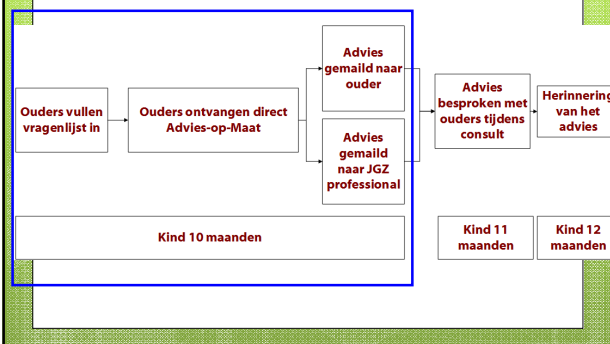 Advies
gemaild naar
ouder
Ouders vullen
vragenlijst in
Ouders ontvangen direct
Advies-op-Maat
Advies
gemaild
naar JGZ
professional
Advies
besproken met
ouders tijdens
consult
Herinnering
van het
advies
Kind 10 maanden
Kind 11
maanden
Kind 12
maanden